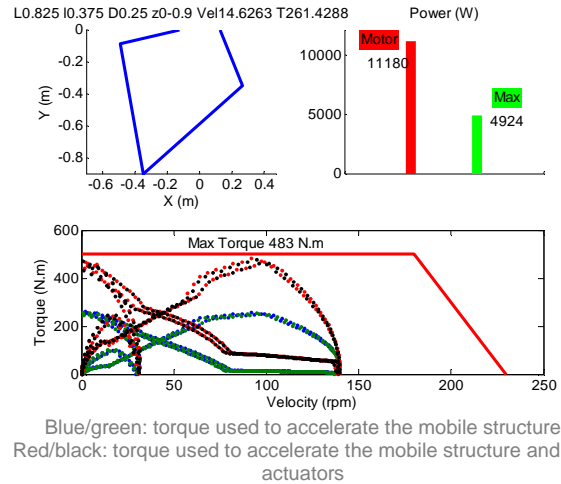 L0.825 l0.375 D0.25 z0-0.9 Vel14.6263 T261.4288
Power (W)
0
-0.2
-0.4
-0.6
-0.8
Y (m)
-0.6 -0.4 -0.2 0 0.2 0.4
X (m)
10000
5000
0
Motor
11180
Max
4924
600
400
200
0
Torque (N.m)
Max Torque 483 N.m
0 50 100 150 200 250
Velocity (rpm)
Blue/green: torque used to accelerate the mobile structure
Red/black: torque used to accelerate the mobile structure and
actuators